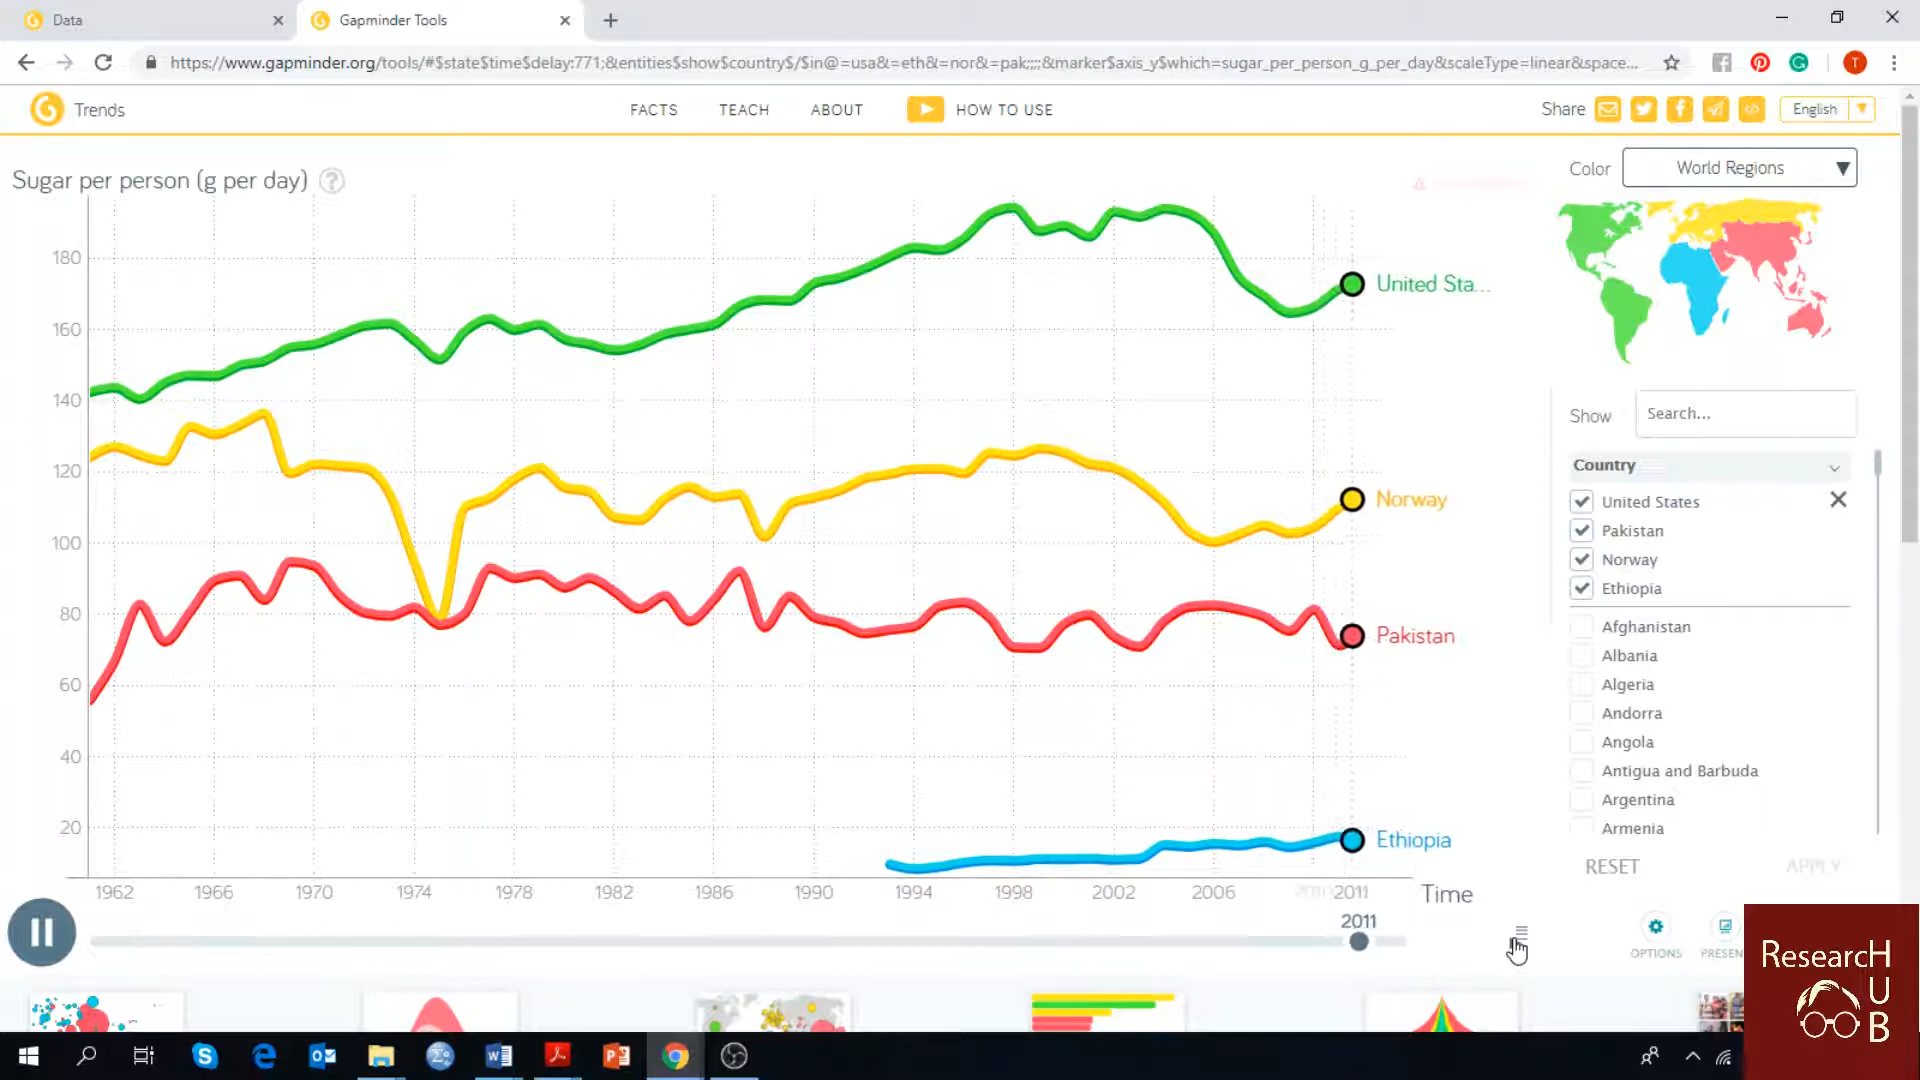 Data
Gapminder Tools
https://www.gapminder.org/tools/#$state$time$delay:771;&entities$show$country$/$in@=usa&=eth&=nor&=pak;;;;&marker$axis_y$which=sugar_per_person_g_per_day&scaleType=linear&space...
T
Trends
FACTS
TEACH
ABOUT
HOW TO USE
Share
English
Sugar per person (g per day)
?
Color
World Regions
180
160
140
120
100
80
60
40
20
United Sta...
Norway
Pakistan
Ethiopia
1962 1966 1970 1974 1978 1982 1986 1990 1994 1998 2002 2006 2011
Time
2011
Show
Search...
Country
United States
Pakistan
Norway
Ethiopia
Afghanistan
Albania
Algeria
Andorra
Angola
Antigua and Barbuda
Argentina
Armenia
RESET
APPLY
OPTIONS
PRESEN
ResearcH
U
B